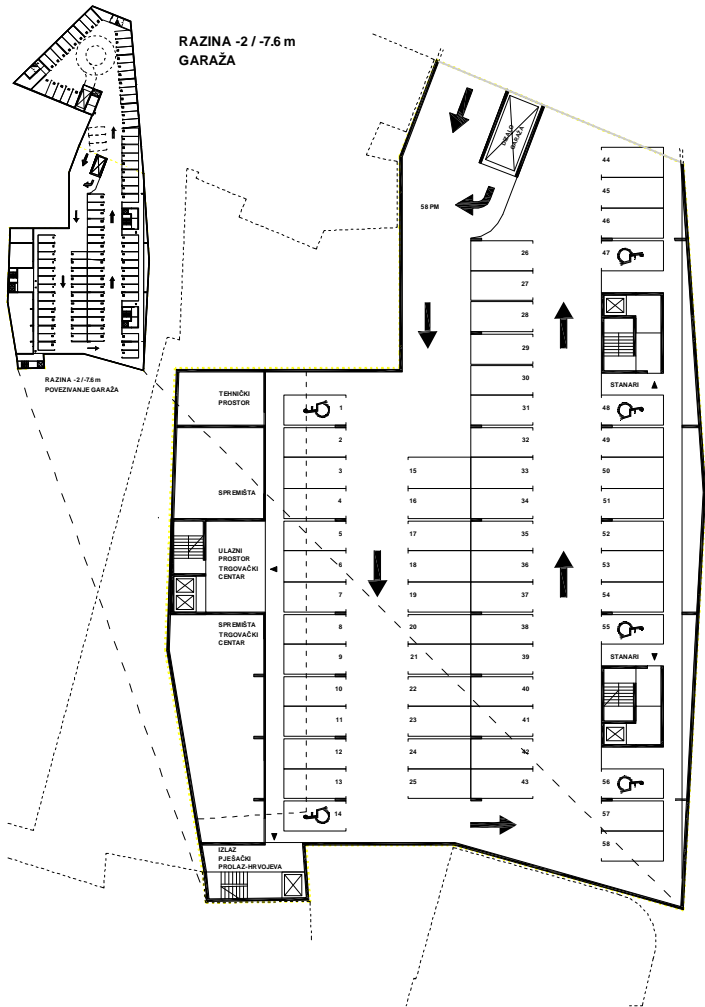 RAZINA -2 / -7.6 m
GARAŽA
RAZINA -2 /-7.6 m
POVEZIVANJE GARAŽA
DIZALO
GARAŽA
58 PM
44
45
46
47
26
27
28
29
30
31
STANARI
TEHNIČKI
PROSTOR
1
2
3
4
5
6
7
8
9
10
11
12
13
14
SPREMIŠTA
ULAZNI
PROSTOR
TRGOVAČKI
CENTAR
SPREMIŠTA
TRGOVAČKI
CENTAR
15
16
17
18
19
20
21
22
23
24
25
32
33
34
35
36
37
38
39
40
41
42
43
48
49
50
51
52
53
54
55
STANARI
56
57
58
IZLAZ
PJEŠAČKI
PROLAZ-HRVOJEVA